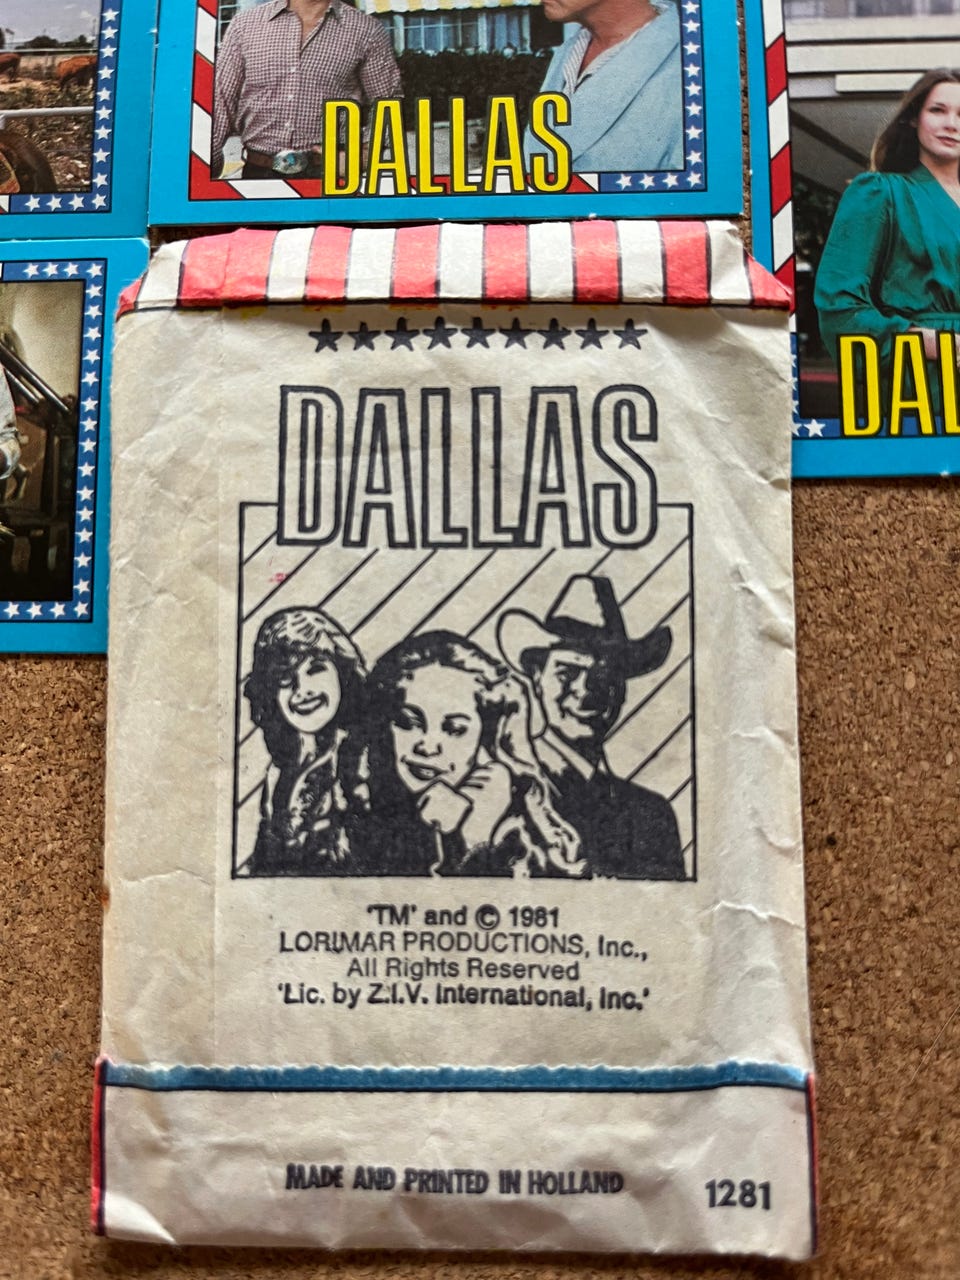 DALLAS
DAL
DALLAS
'TM' and © 1981
LORIMAR PRODUCTIONS, Inc.,
All Rights Reserved
'Lic. by Z.I.V. International, Inc.'
MADE AND PRINTED IN HOLLAND
1281